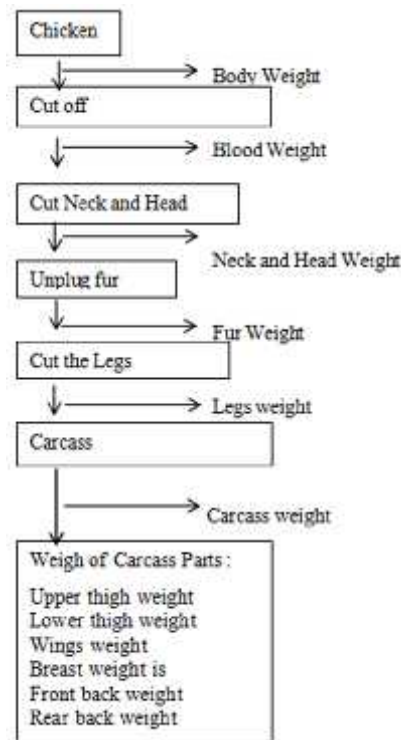 Chicken
Body Weight
Cut off
Blood Weight
Cut Neck and Head
Neck and Head Weight
Unplug fur
Fur Weight
Cut the Legs
Legs weight
Carcass
Carcass weight
Weigh of Carcass Parts :
Upper thigh weight
Lower thigh weight
Wings weight
Breast weight is
Front back weight
Rear back weight